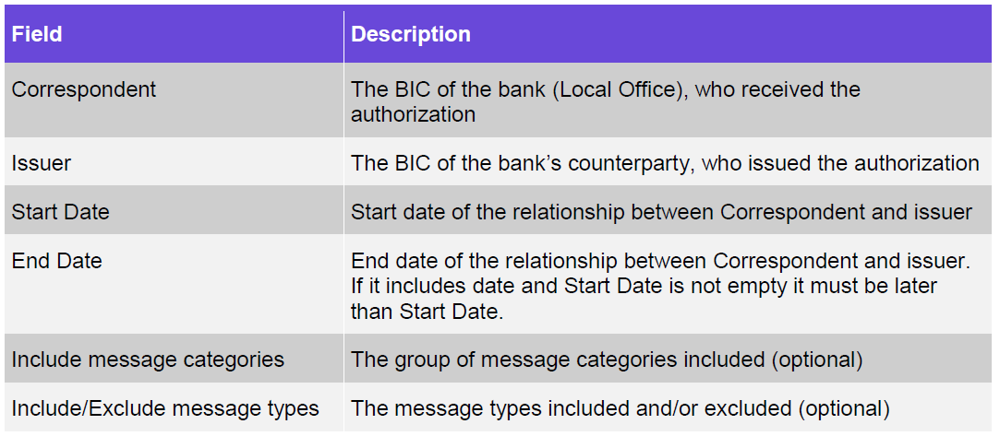 Field
Description
Correspondent
The BIC of the bank (Local Office), who received the
authorization
Issuer
The BIC of the bank’s counterparty, who issued the authorization
Start Date
Start date of the relationship between Correspondent and issuer
End Date
End date of the relationship between Correspondent and issuer.
If it includes date and Start Date is not empty it must be later
than Start Date.
Include message categories
The group of message categories included (optional)
Include/Exclude message types
The message types included and/or excluded (optional)